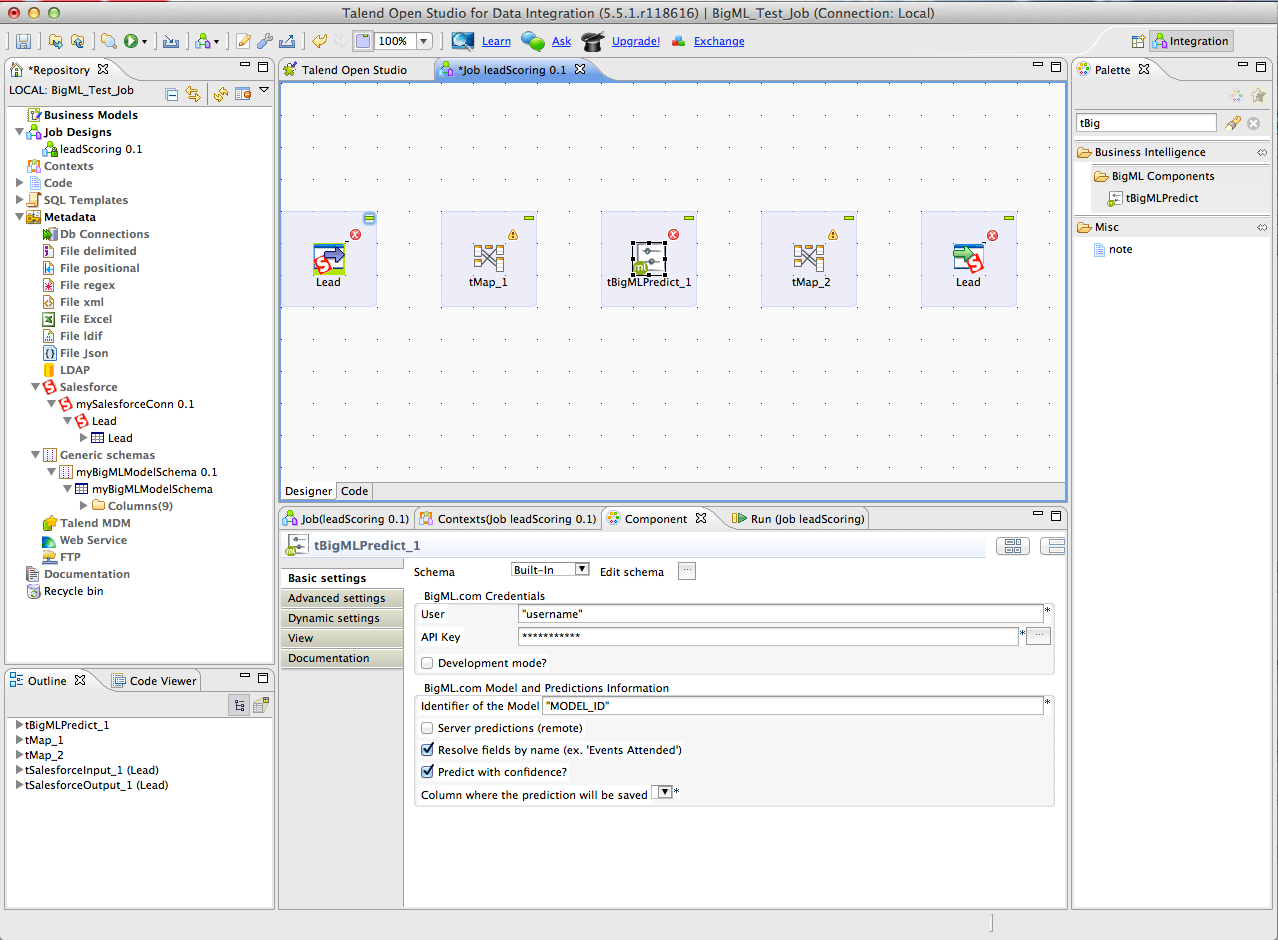 Talend Open Studio for Data Integration (5.5.1.r118616) | BigML_Test_Job (Connection: Local)
100% Learn Ask Upgrade! Exchange Integration
*Repository
LOCAL: BigML_Test_Job
Business Models
Job Designs
leadScoring 0.1
Contexts
Code
SQL Templates
Metadata
Db Connections
File delimited
File positional
File regex
File xml
File Excel
File ldif
File Json
LDAP
Salesforce
mySalesforceConn 0.1
Lead
Lead
Generic schemas
myBigMLModelSchema 0.1
myBigMLModelSchema
Columns(9)
Talend MDM
Web Service
FTP
Documentation
Recycle bin
Outline Code Viewer
tBigMLPredict_1
tMap_1
tMap_2
tSalesforceInput_1 (Lead)
tSalesforceOutput_1 (Lead)
Talend Open Studio *Job leadScoring 0.1
Lead tMap_1 tBigMLPredict_1 tMap_2 Lead
Designer Code
Job(leadScoring 0.1) Contexts(Job leadScoring 0.1) Component Run (Job leadScoring)
tBigMLPredict_1
Basic settings
Advanced settings
Dynamic settings
View
Documentation
Schema Built-In Edit schema ...
BigML.com Credentials
User "username" *
API Key *********** * ...
Development mode?
BigML.com Model and Predictions Information
Identifier of the Model "MODEL_ID" *
Server predictions (remote)
Resolve fields by name (ex. 'Events Attended')
Predict with confidence?
Column where the prediction will be saved *
Palette
tBig
Business Intelligence
BigML Components
tBigMLPredict
Misc
note